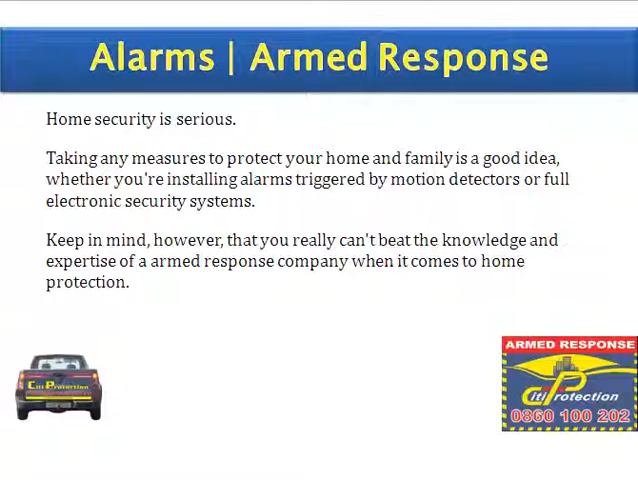 Alarms | Armed Response
Home security is serious.
Taking any measures to protect your home and family is a good idea,
whether you're installing alarms triggered by motion detectors or full
electronic security systems.
Keep in mind, however, that you really can't beat the knowledge and
expertise of a armed response company when it comes to home
protection.
Citi Protection
ARMED RESPONSE
Citi Protection
0860 100 202